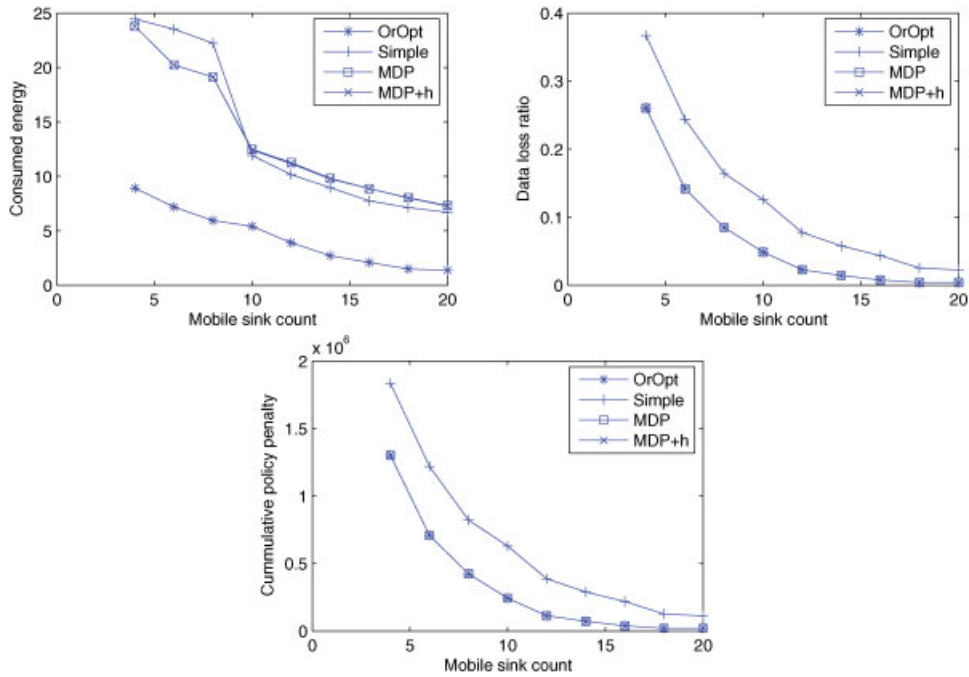 25
20
15
10
5
0
Consumed energy
0 5 10 15 20
Mobile sink count
OrOpt
Simple
MDP
MDP+h
0.4
0.3
0.2
0.1
0
Data loss ratio
0 5 10 15 20
Mobile sink count
OrOpt
Simple
MDP
MDP+h
x 10^6
2
1.5
1
0.5
0
Cummulative policy penalty
0 5 10 15 20
Mobile sink count
OrOpt
Simple
MDP
MDP+h